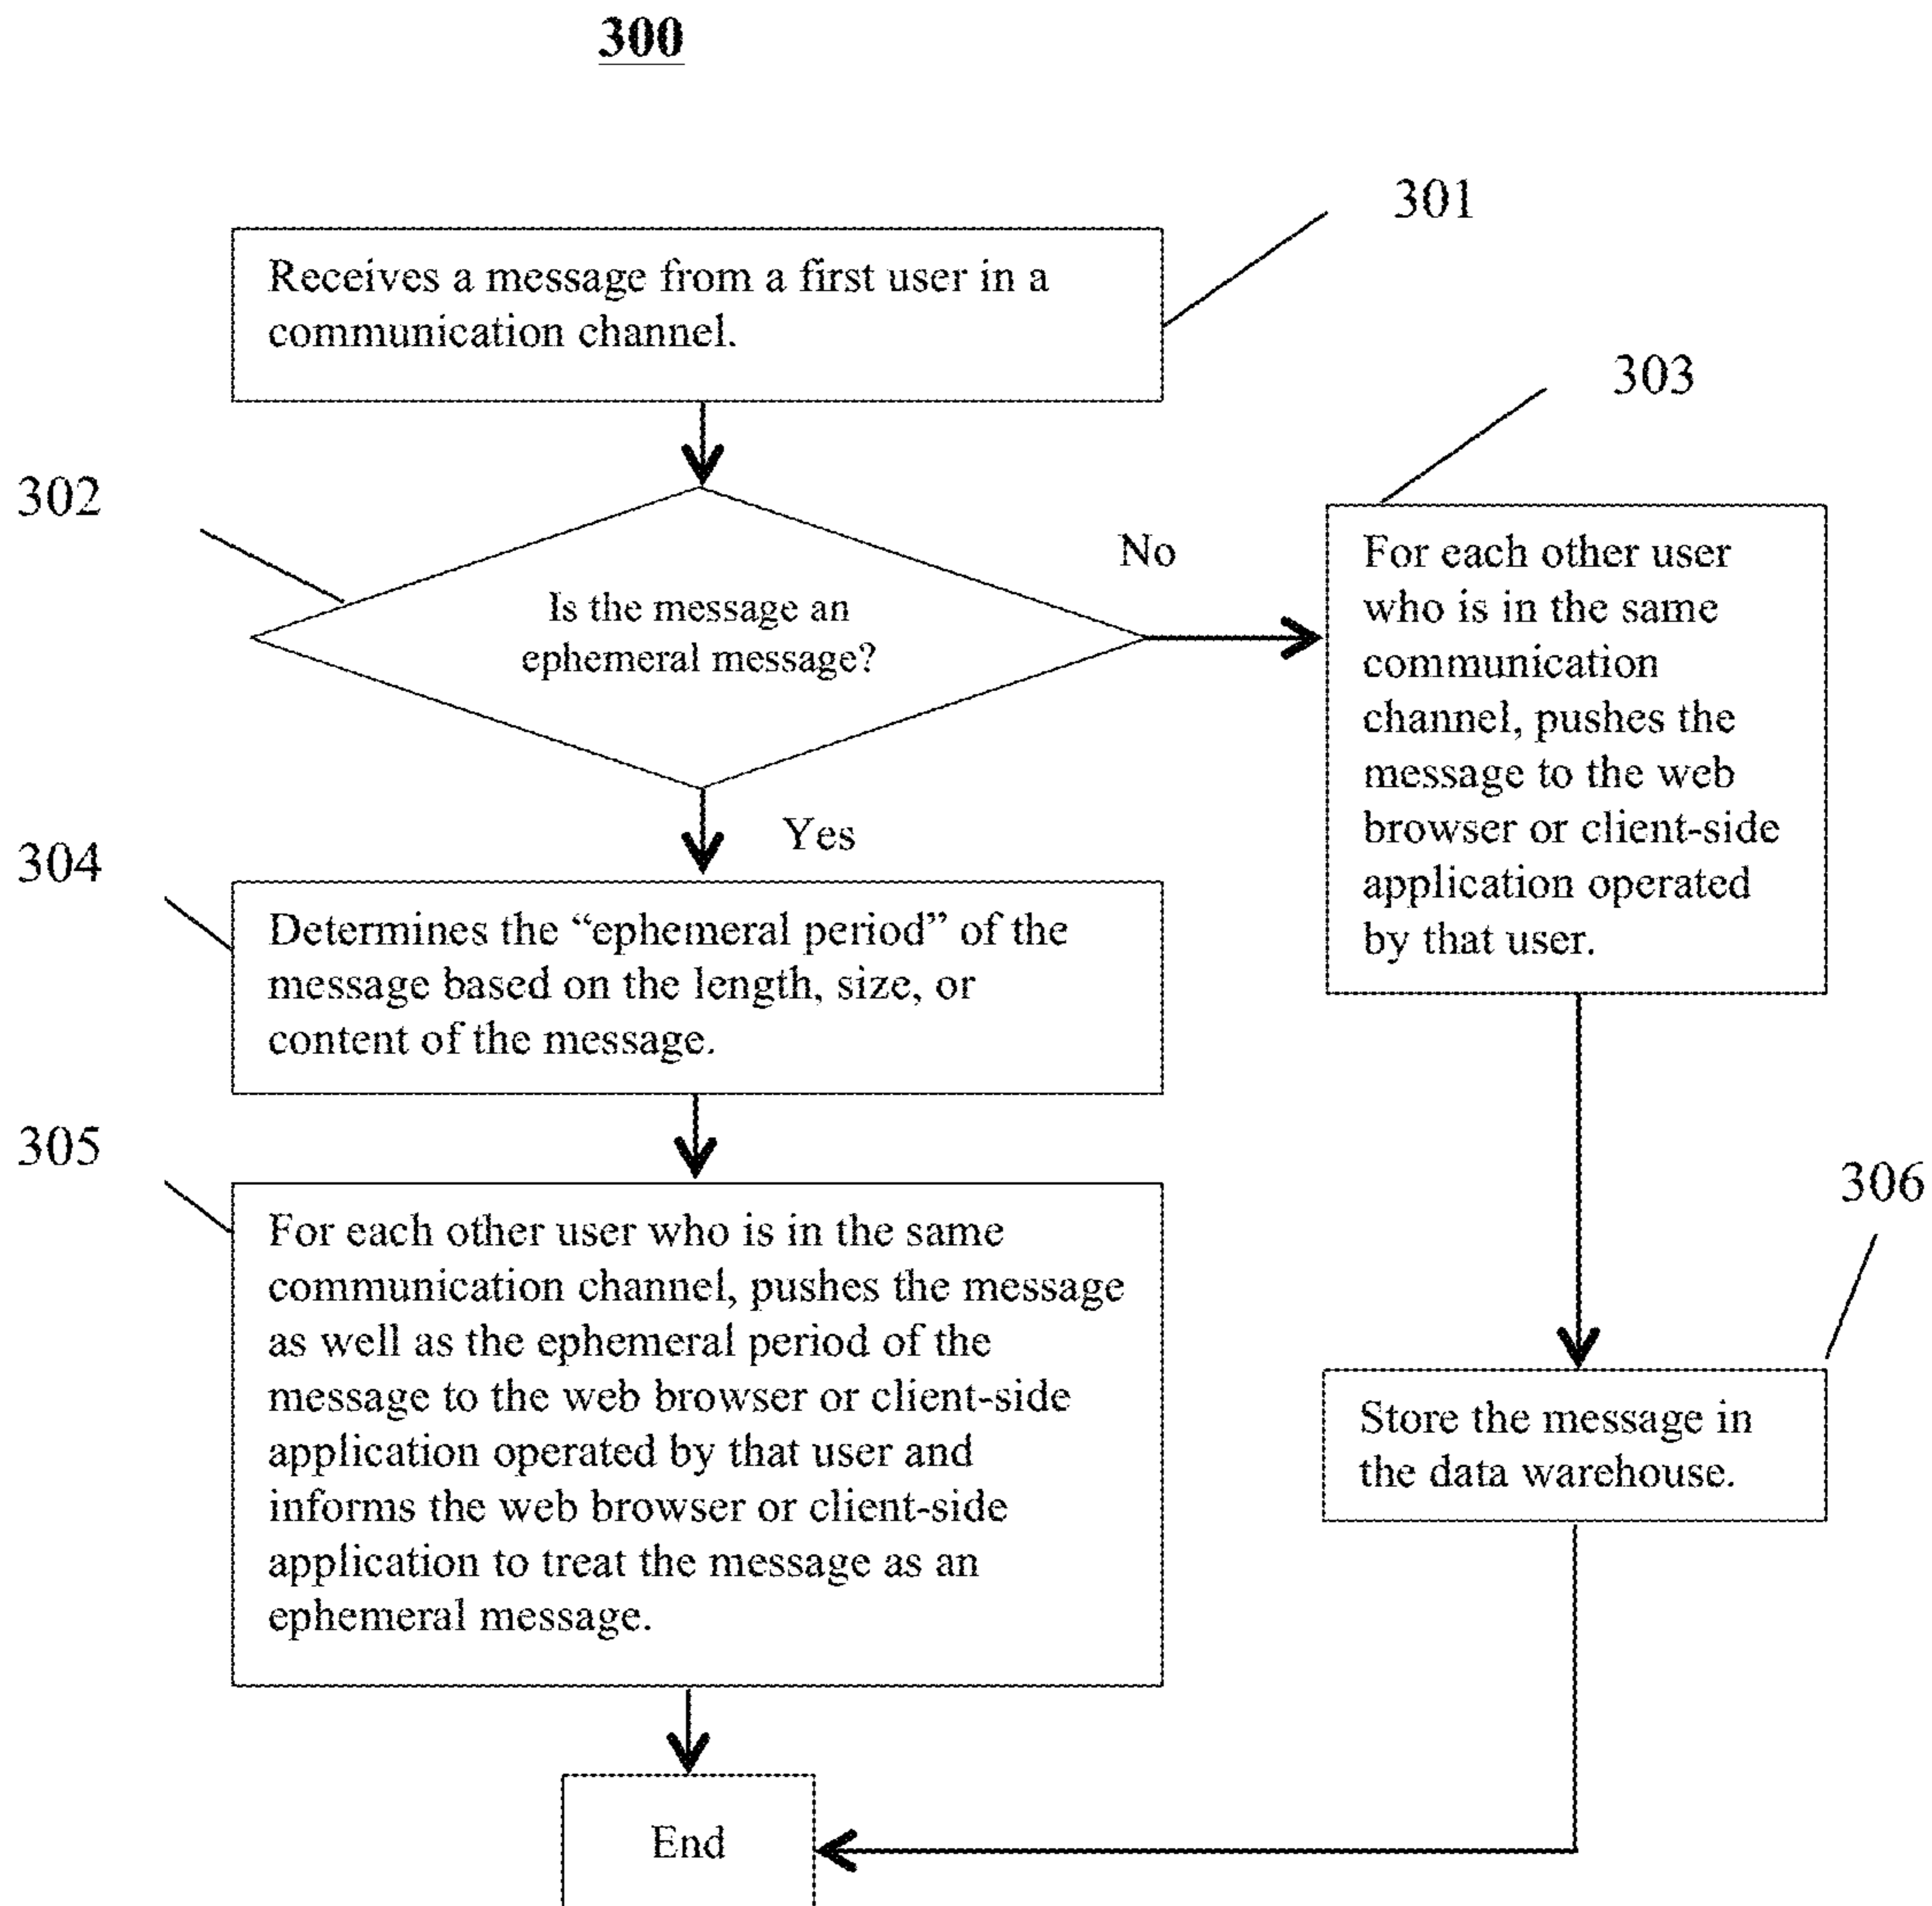 300
301
Receives a message from a first user in a
communication channel.
303
302
No
Is the message an
ephemeral message?
For each other user
who is in the same
communication
channel, pushes the
message to the web
browser or client-side
application operated
by that user.
Yes
304
Determines the “ephemeral period” of the
message based on the length, size, or
content of the message.
305
For each other user who is in the same
communication channel, pushes the message
as well as the ephemeral period of the
message to the web browser or client-side
application operated by that user and
informs the web browser or client-side
application to treat the message as an
ephemeral message.
306
Store the message in
the data warehouse.
End